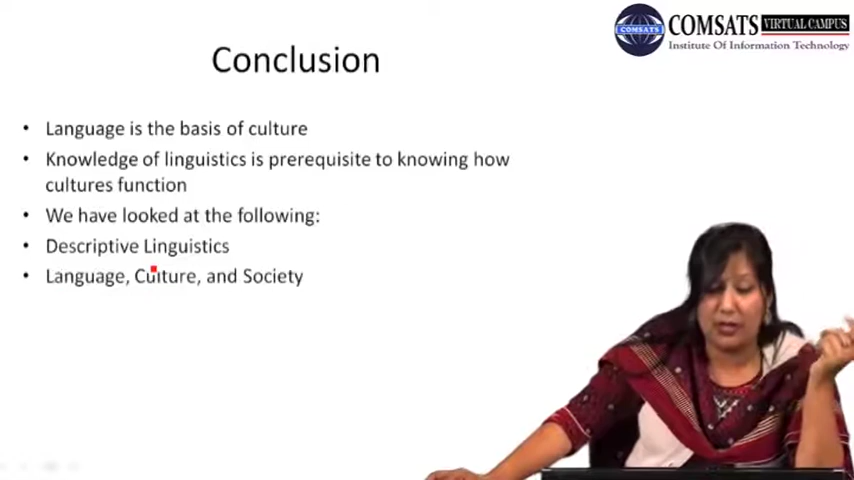 COMSATS VIRTUAL CAMPUS
COMSATS
Institute Of Information Technology
Conclusion
• Language is the basis of culture
• Knowledge of linguistics is prerequisite to knowing how
cultures function
• We have looked at the following:
• Descriptive Linguistics
• Language, Culture, and Society